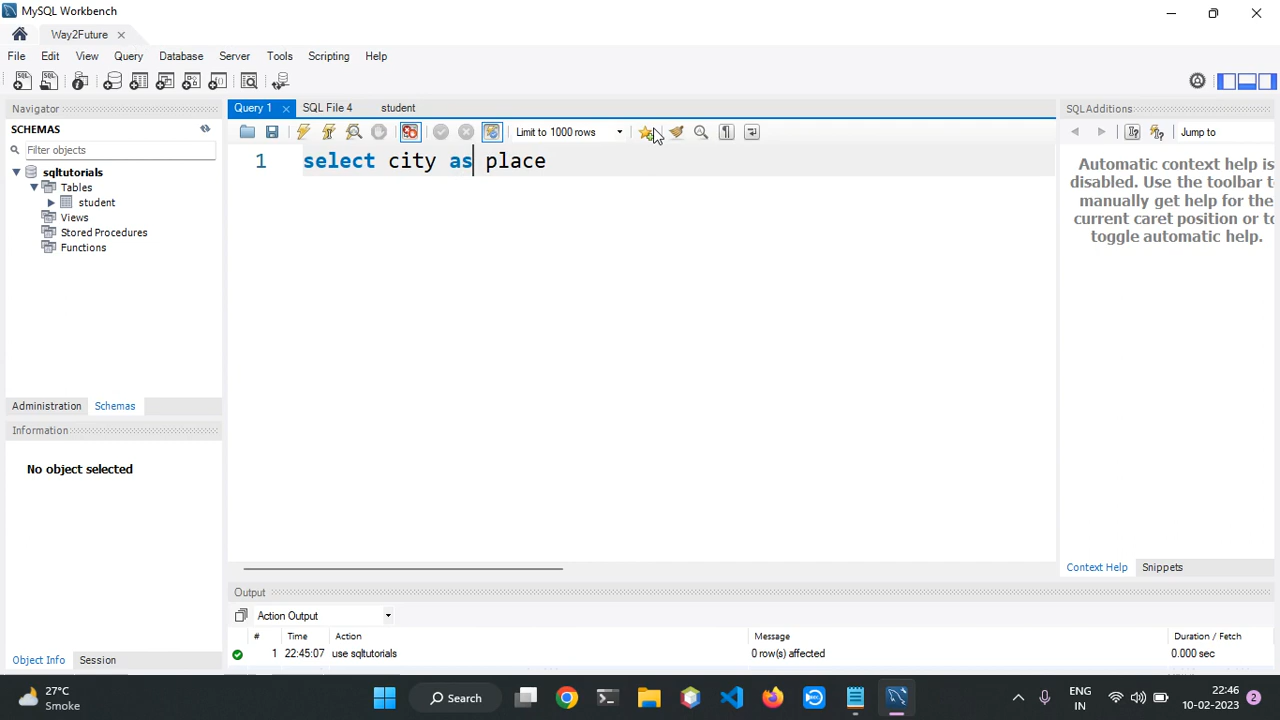 MySQL Workbench
Way2Future
File Edit View Query Database Server Tools Scripting Help
Navigator
SCHEMAS
Filter objects
sqltutorials
Tables
student
Views
Stored Procedures
Functions
Administration Schemas
Information
No object selected
Object Info Session
Query 1 SQL File 4 student
Limit to 1000 rows
1 select city as place
SQLAdditions
Jump to
Automatic context help is
disabled. Use the toolbar t
manually get help for the
current caret position or to
toggle automatic help.
Context Help Snippets
Output
Action Output
# Time Action Message Duration / Fetch
1 22:45:07 use sqltutorials 0 row(s) affected 0.000 sec
27°C
Smoke
Search
ENG
IN
22:46
10-02-2023
2